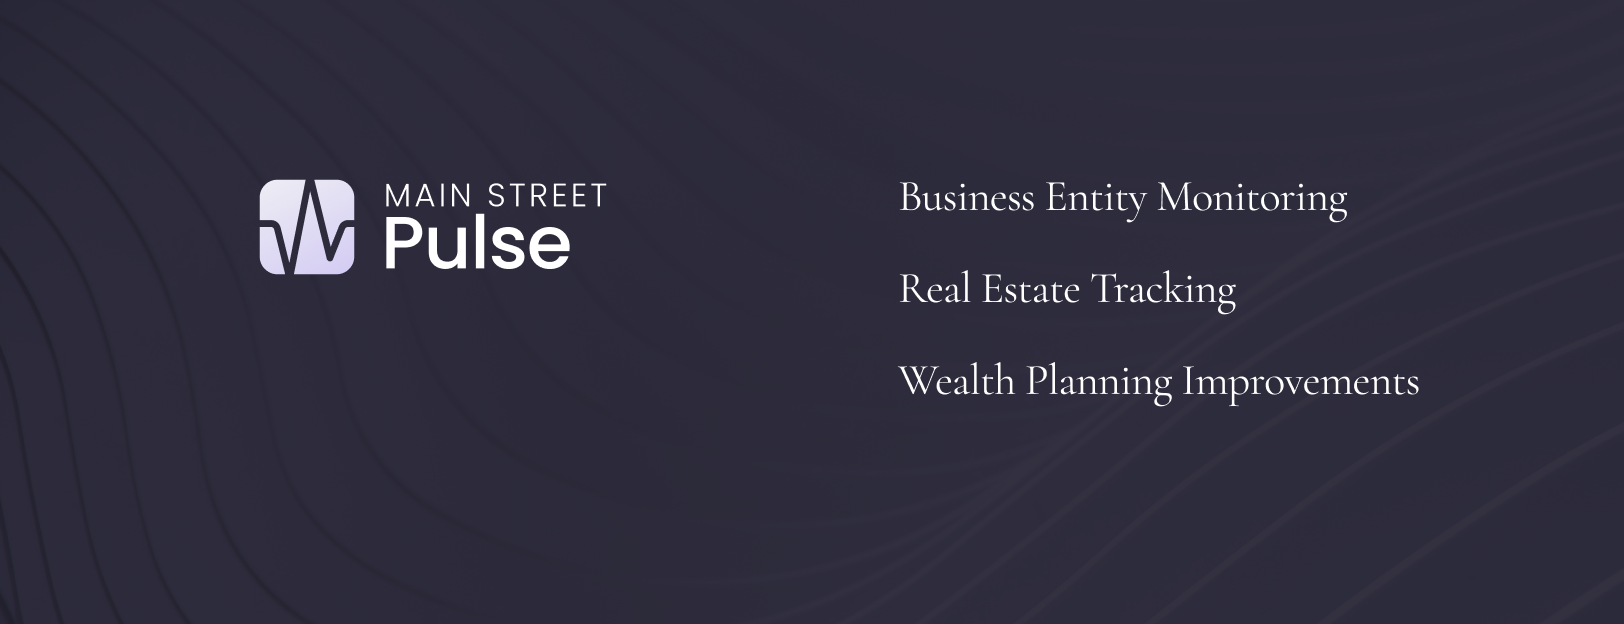 MAIN STREET
Pulse
Business Entity Monitoring
Real Estate Tracking
Wealth Planning Improvements